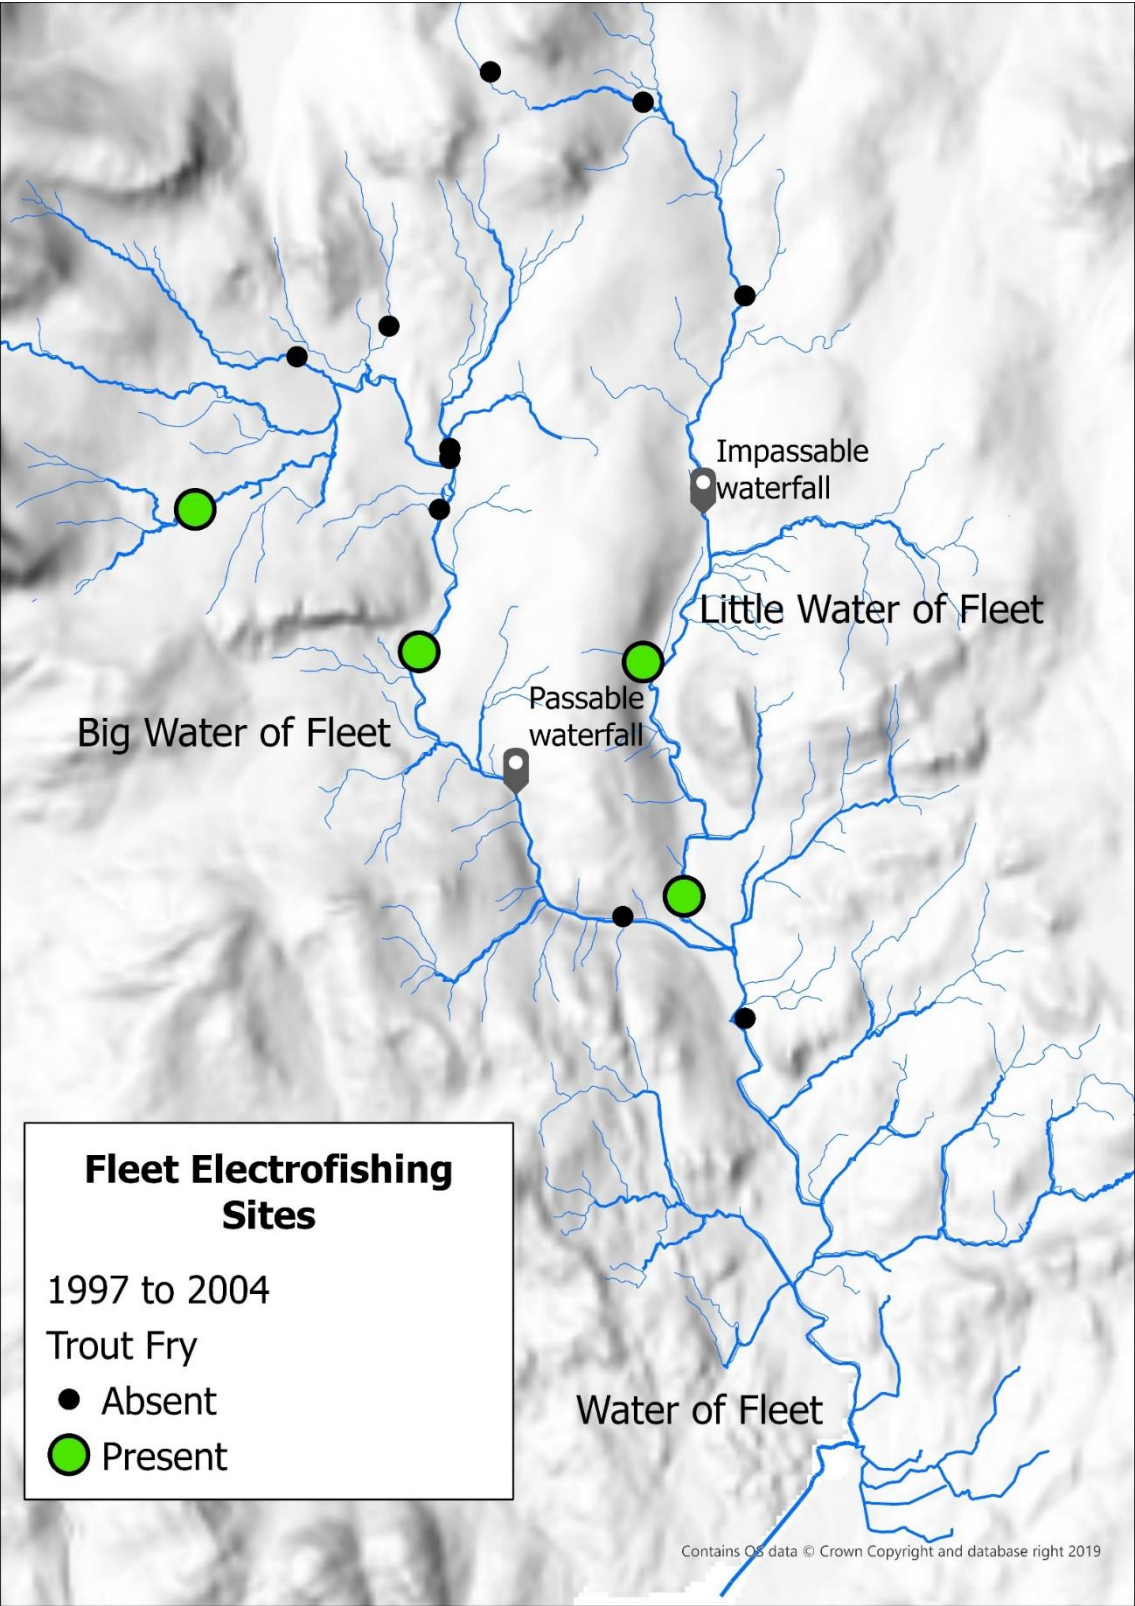 Impassable
waterfall
Little Water of Fleet
Passable
waterfall
Big Water of Fleet
Fleet Electrofishing
Sites
1997 to 2004
Trout Fry
Absent
Present
Water of Fleet
Contains OS data © Crown Copyright and database right 2019